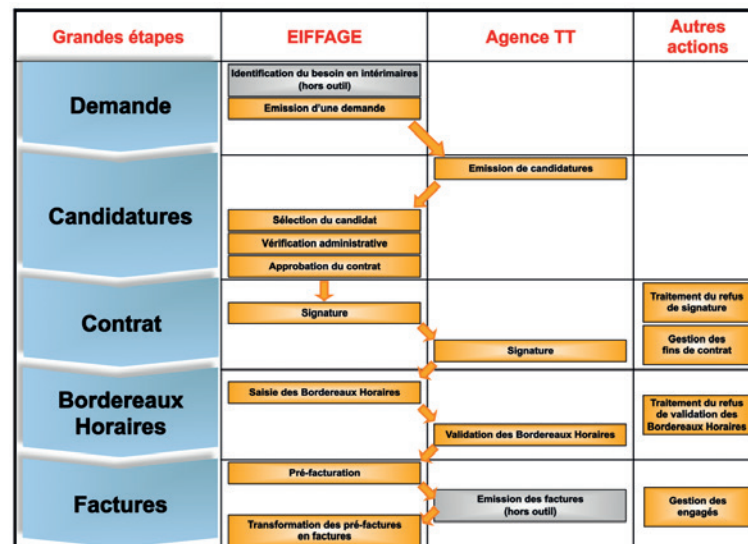 Grandes étapes
EIFFAGE
Agence TT
Autres
actions
Demande
Identification du besoin en intérimaires
(hors outil)
Emission d'une demande
Emission de candidatures
Candidatures
Sélection du candidat
Vérification administrative
Approbation du contrat
Contrat
Signature
Signature
Traitement du refus
de signature
Gestion des
fins de contrat
Bordereaux
Horaires
Saisie des Bordereaux Horaires
Validation des Bordereaux Horaires
Traitement du refus
de validation des
Bordereaux Horaires
Factures
Pré-facturation
Emission des factures
(hors outil)
Transformation des pré-factures
en factures
Gestion des
engagés